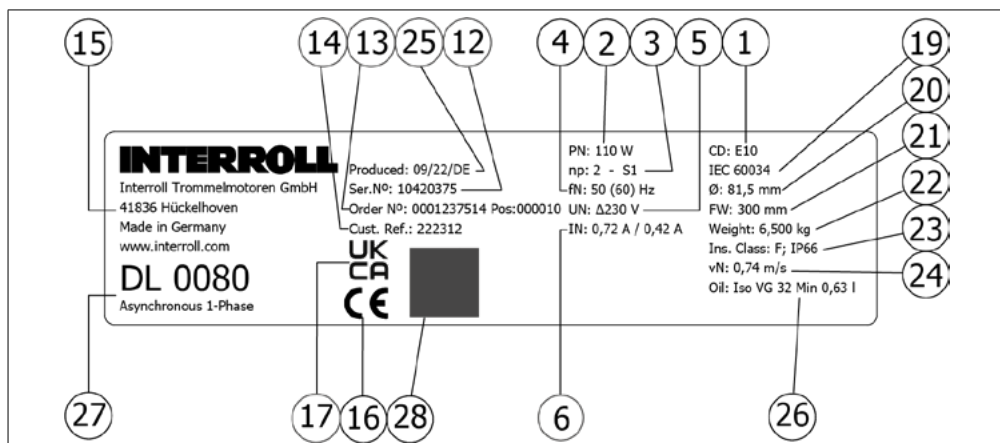 15 14 13 25 12 4 2 3 5 1 19
20
21
22
23
24
INTERROLL
Interroll Trommelmotoren GmbH
41836 Hückelhoven
Made in Germany
www.interroll.com
DL 0080
Asynchronous 1-Phase
Produced: 09/22/DE
Ser.Nº: 10420375
Order Nº: 0001237514 Pos:000010
Cust. Ref.: 222312
UK
CA
CE
PN: 110 W
np: 2 - S1
fN: 50 (60) Hz
UN: Δ230 V
IN: 0,72 A / 0,42 A
CD: E10
IEC 60034
Ø: 81,5 mm
FW: 300 mm
Weight: 6,500 kg
Ins. Class: F; IP66
vN: 0,74 m/s
Oil: Iso VG 32 Min 0,63 l
27 17 16 28 6 26